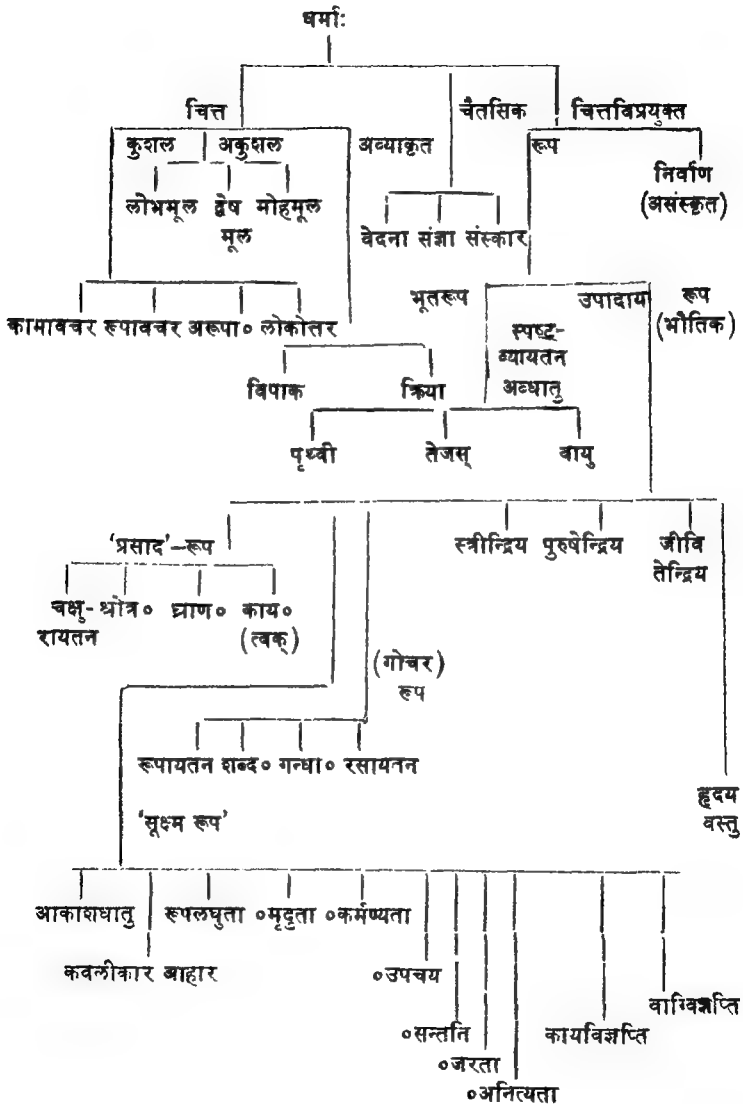 धर्माः
चित्त चैतसिक चित्तविप्रयुक्त
कुशल अकुशल अव्याकृत रूप
निर्वाण
(असंस्कृत)
लोभमूल द्वेष मोहमूल
मूल
वेदना संज्ञा संस्कार
भूतरूप उपादाय रूप
(भौतिक)
कामावचर रूपावचर अरूपा० लोकोत्तर
स्पष्ट-
व्यायतन
अब्धातु
विपाक क्रिया
पृथ्वी तेजस् वायु
‘प्रसाद’–रूप स्त्रीन्द्रिय पुरुषेन्द्रिय जीवि
तेन्द्रिय
चक्षु- श्रोत्र० घ्राण० काय०
रायतन (त्वक्)
(गोचर)
रूप
रूपायतन शब्द० गन्धा० रसायतन
हृदय
वस्तु
‘सूक्ष्म रूप’
आकाशधातु रूपलघुता ०मृदुता ०कर्मण्यता
कवलीकार आहार ०उपचय
वाग्विज्ञप्ति
०सन्तति कायविज्ञप्ति
०जरता
०अनित्यता